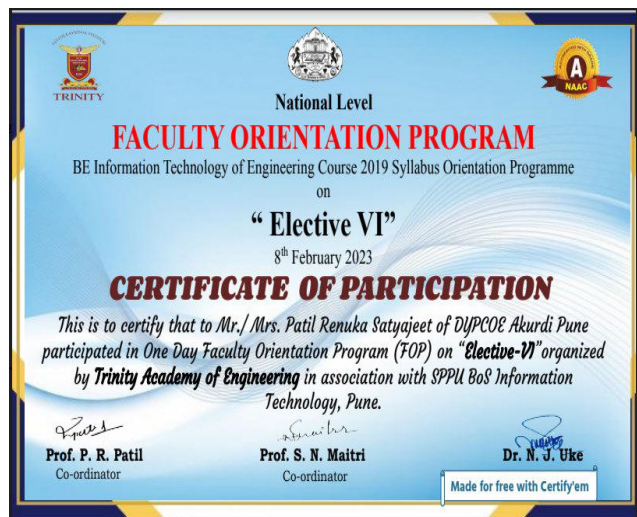 TRINITY
A
NAAC
National Level
FACULTY ORIENTATION PROGRAM
BE Information Technology of Engineering Course 2019 Syllabus Orientation Programme
on
“ Elective VI”
8th February 2023
CERTIFICATE OF PARTICIPATION
This is to certify that to Mr./ Mrs. Patil Renuka Satyajeet of DYPCOE Akurdi Pune
participated in One Day Faculty Orientation Program (FOP) on “Elective-VI” organized
by Trinity Academy of Engineering in association with SPPU BoS Information
Technology, Pune.
Prof. P. R. Patil
Co-ordinator
Prof. S. N. Maitri
Co-ordinator
Dr. N. J. Uke
Made for free with Certify'em